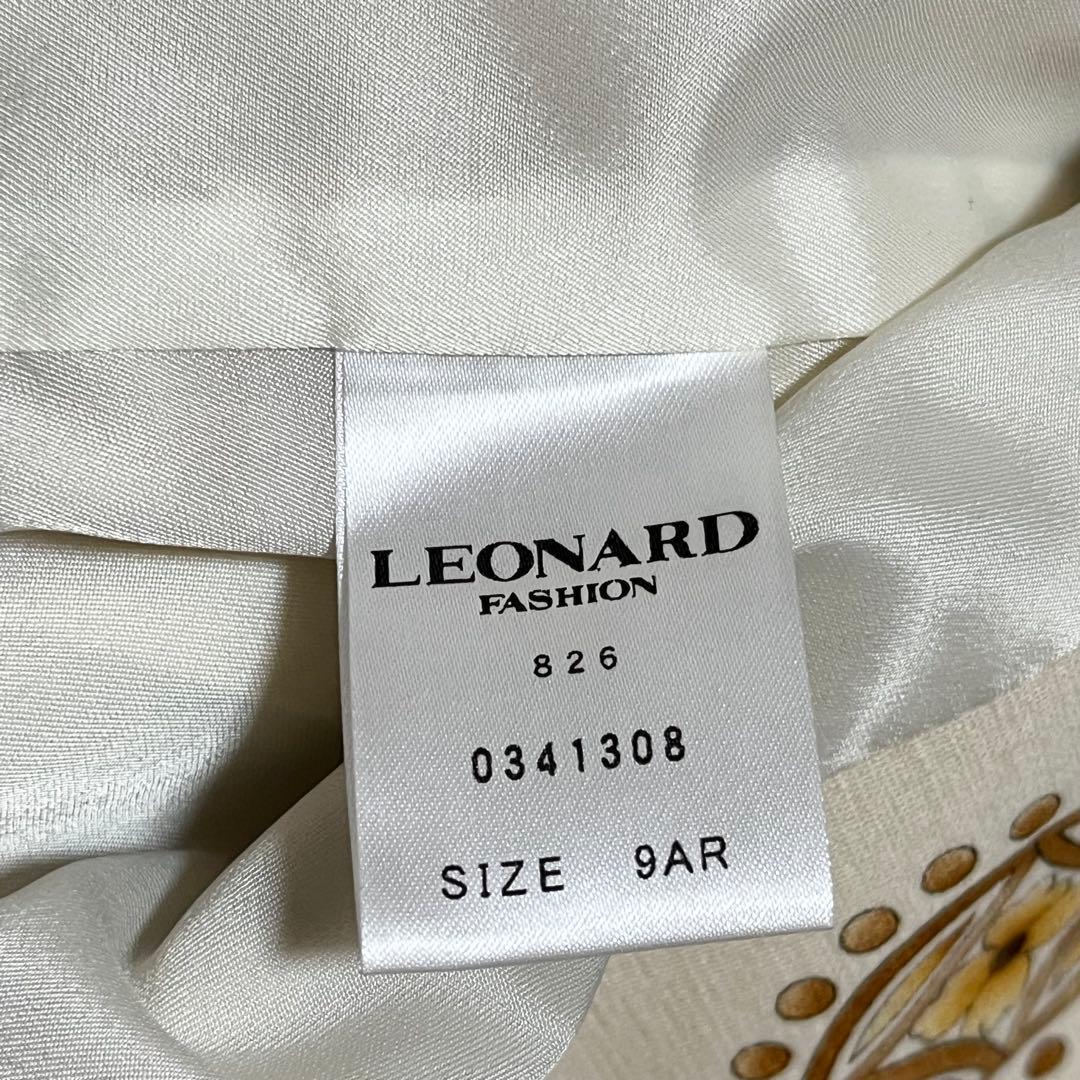 LEONARD
FASHION
826
0341308
SIZE 9AR